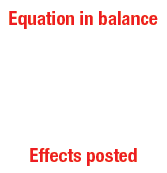 Equation in balance
Effects posted